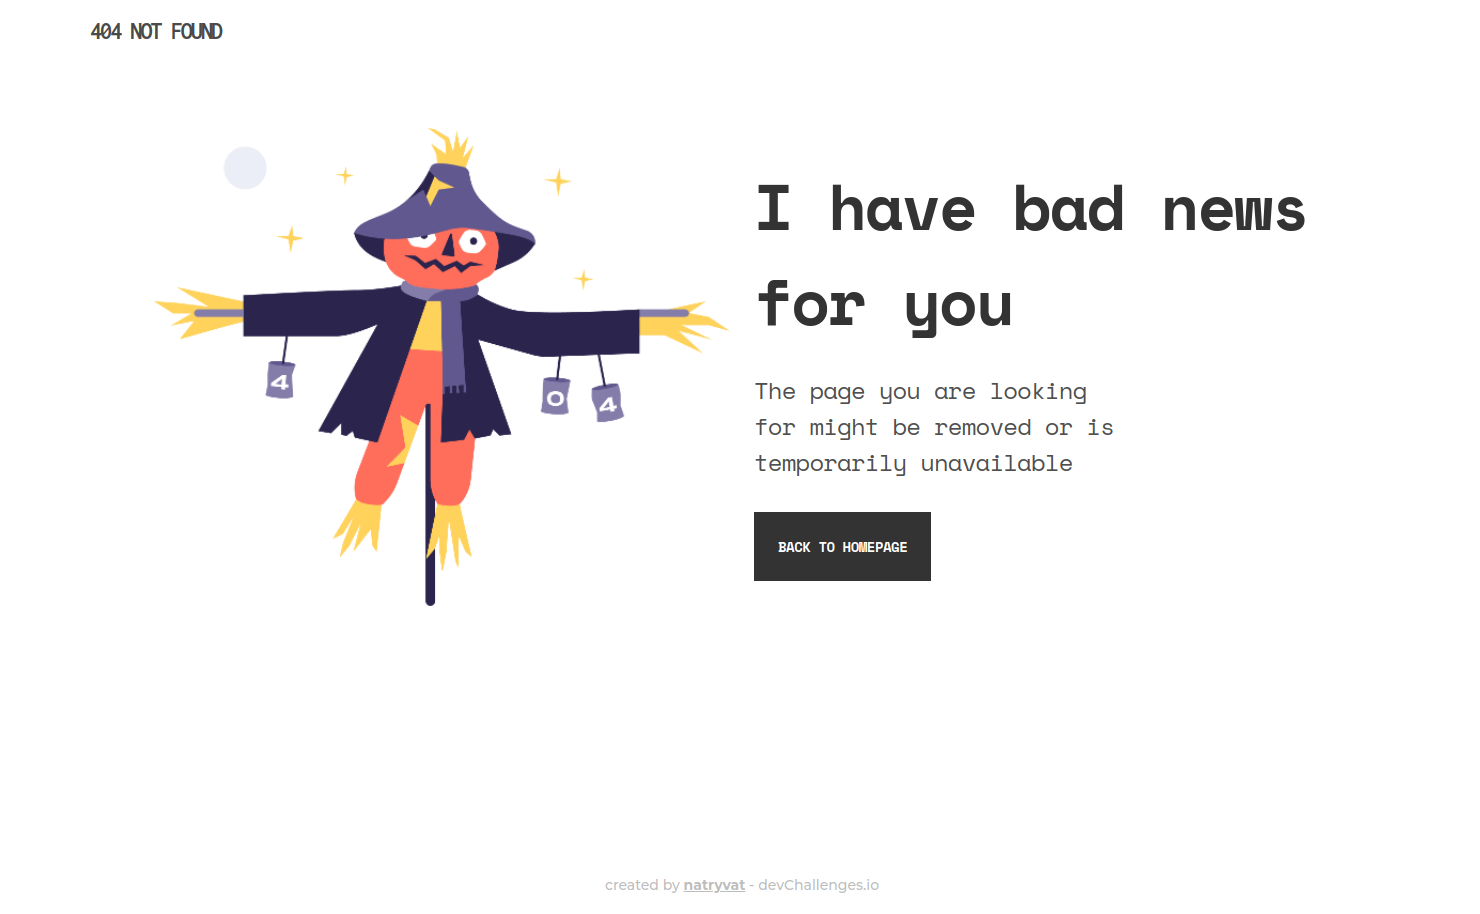 404 NOT FOUND
4
0
4
I have bad news
for you
The page you are looking
for might be removed or is
temporarily unavailable
BACK TO HOMEPAGE
created by natryvat - devChallenges.io